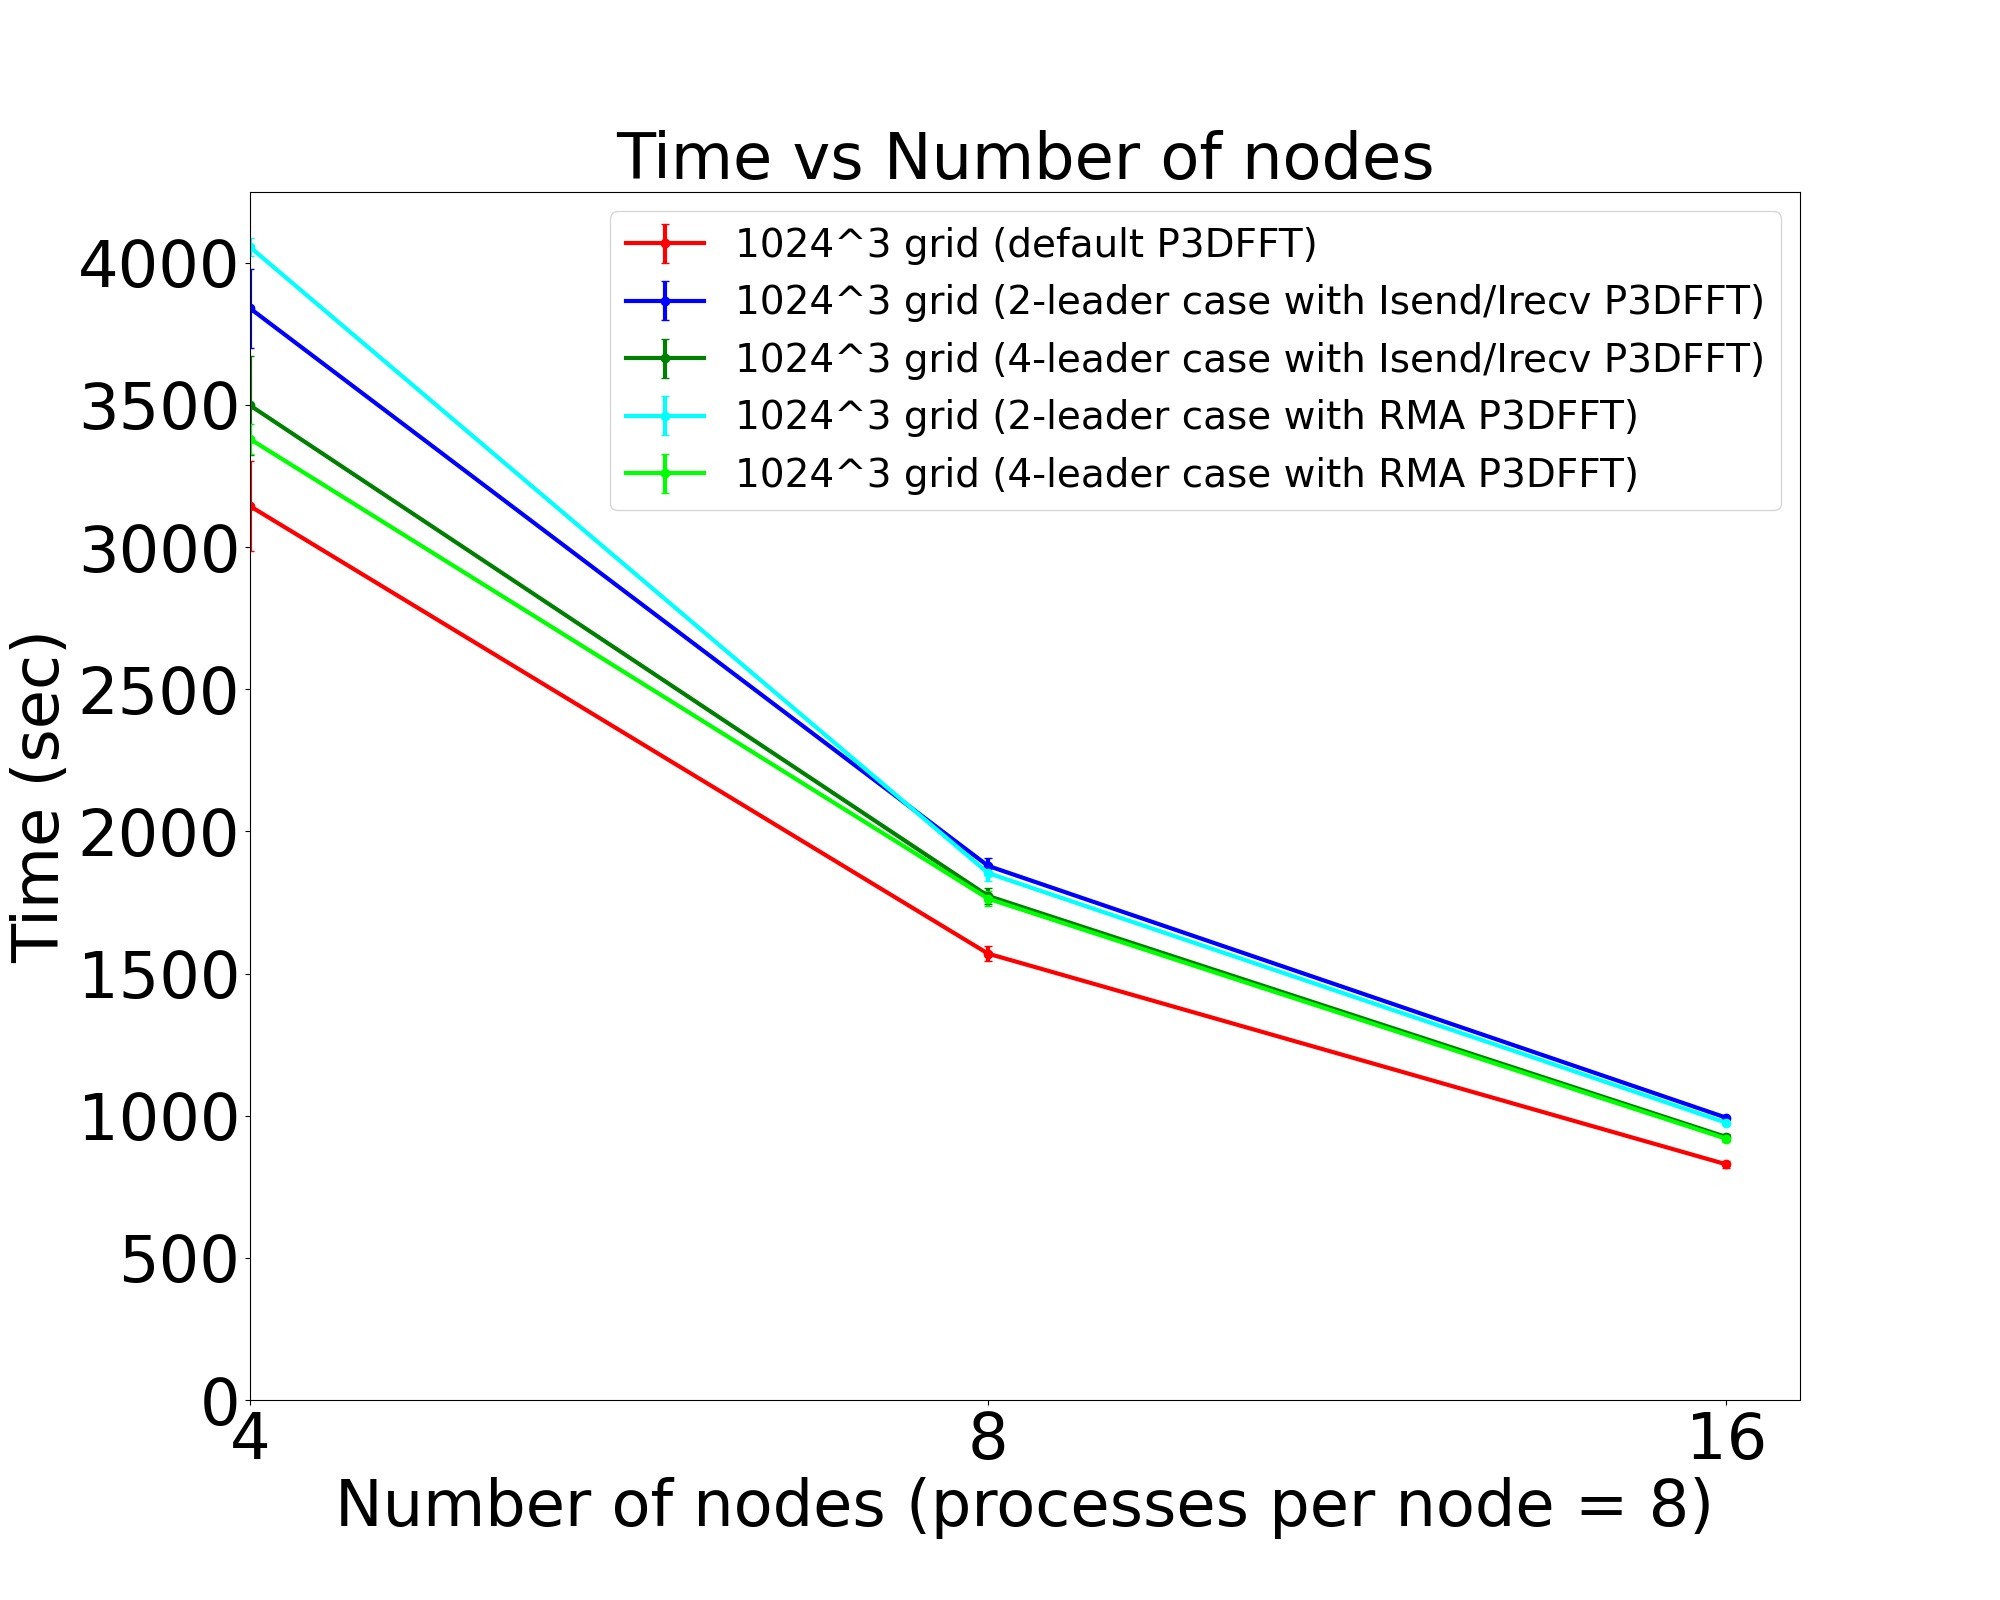 Time vs Number of nodes
1024^3 grid (default P3DFFT)
1024^3 grid (2-leader case with Isend/Irecv P3DFFT)
1024^3 grid (4-leader case with Isend/Irecv P3DFFT)
1024^3 grid (2-leader case with RMA P3DFFT)
1024^3 grid (4-leader case with RMA P3DFFT)
Time (sec)
4000
3500
3000
2500
2000
1500
1000
500
0
4 8 16
Number of nodes (processes per node = 8)